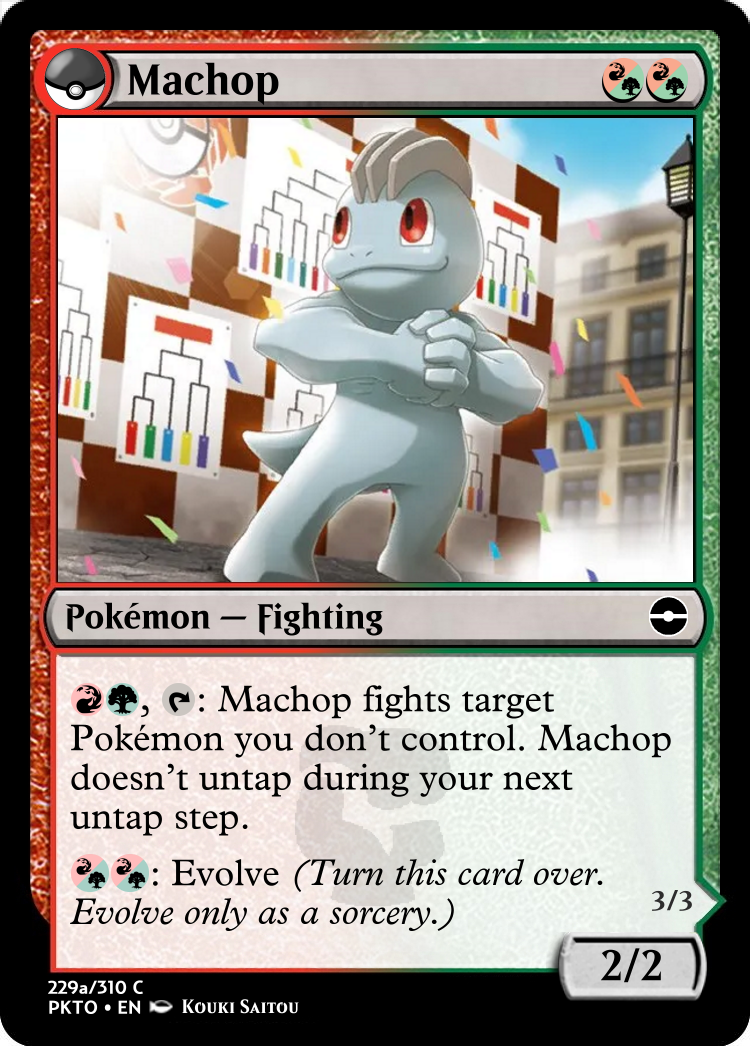 Machop
Pokémon — Fighting
, : Machop fights target
Pokémon you don't control. Machop
doesn't untap during your next
untap step.
: Evolve (Turn this card over.
Evolve only as a sorcery.)
3/3
2/2
229a/310 C
PKTO • EN Kouki Saitou